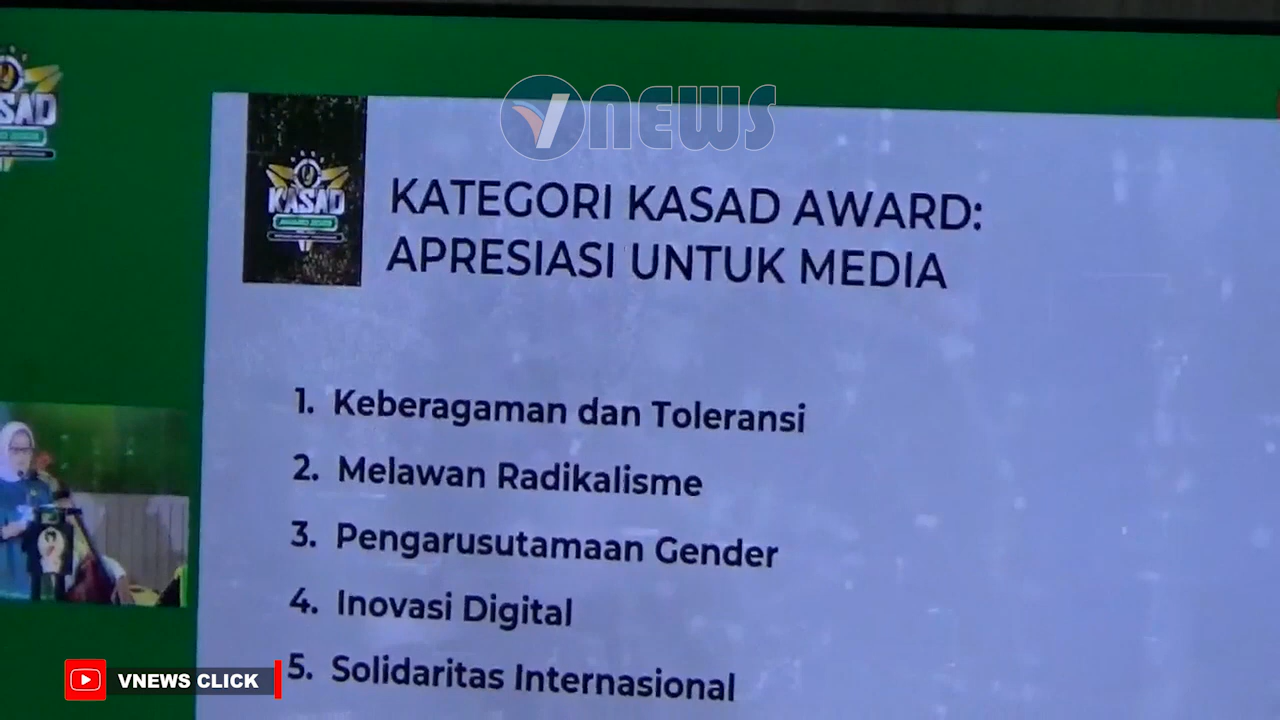 VNEWS
KASAD
KATEGORI KASAD AWARD:
APRESIASI UNTUK MEDIA
1. Keberagaman dan Toleransi
2. Melawan Radikalisme
3. Pengarusutamaan Gender
4. Inovasi Digital
5. Solidaritas Internasional
VNEWS CLICK